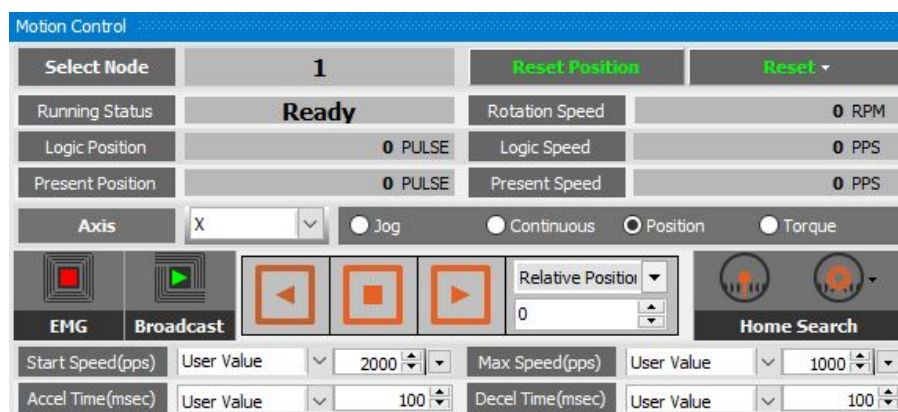 Motion Control
Select Node 1 Reset Position Reset
Running Status Ready Rotation Speed 0 RPM
Logic Position 0 PULSE Logic Speed 0 PPS
Present Position 0 PULSE Present Speed 0 PPS
Axis X Jog Continuous Position Torque
Relative Positio
0
EMG Broadcast Home Search
Start Speed(pps) User Value 2000 Max Speed(pps) User Value 1000
Accel Time(msec) User Value 100 Decel Time(msec) User Value 100